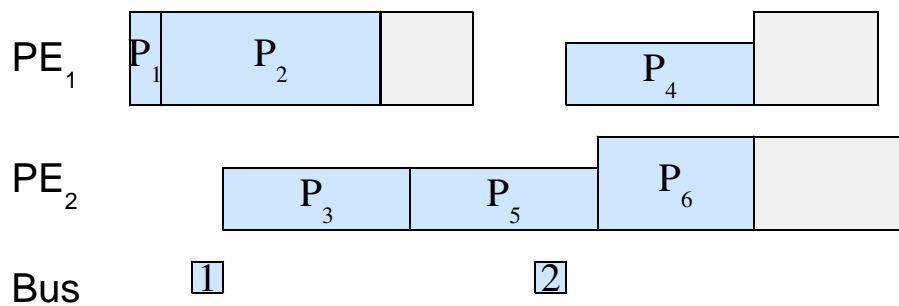 PE₁ P₁ P₂ P₄
PE₂ P₃ P₅ P₆
Bus 1 2